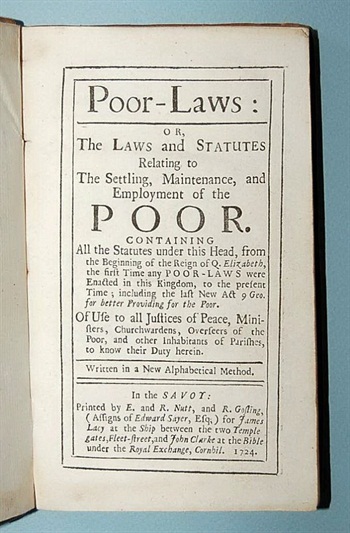 Poor-Laws:
OR,
The LAWS and STATUTES
Relating to
The Settling, Maintenance, and
Employment of the
POOR.
CONTAINING
All the Statutes under this Head, from
the Beginning of the Reign of Q. Elizabeth,
the first Time any POOR-LAWS were
Enacted in this Kingdom, to the present
Time; including the last New Act 9 Geo.
for better Providing for the Poor.
Of Use to all Justices of Peace, Mini-
sters, Churchwardens, Overseers of the
Poor, and other Inhabitants of Parishes,
to know their Duty herein.
Written in a New Alphabetical Method.
In the SAVOY:
Printed by E. and R. Nutt, and R. Gosling,
(Assigns of Edward Sayer, Esq;) for James
Lacy at the Ship between the two Temple
gates, Fleet-street, and John Clarke at the Bible
under the Royal Exchange, Cornhil. 1724.